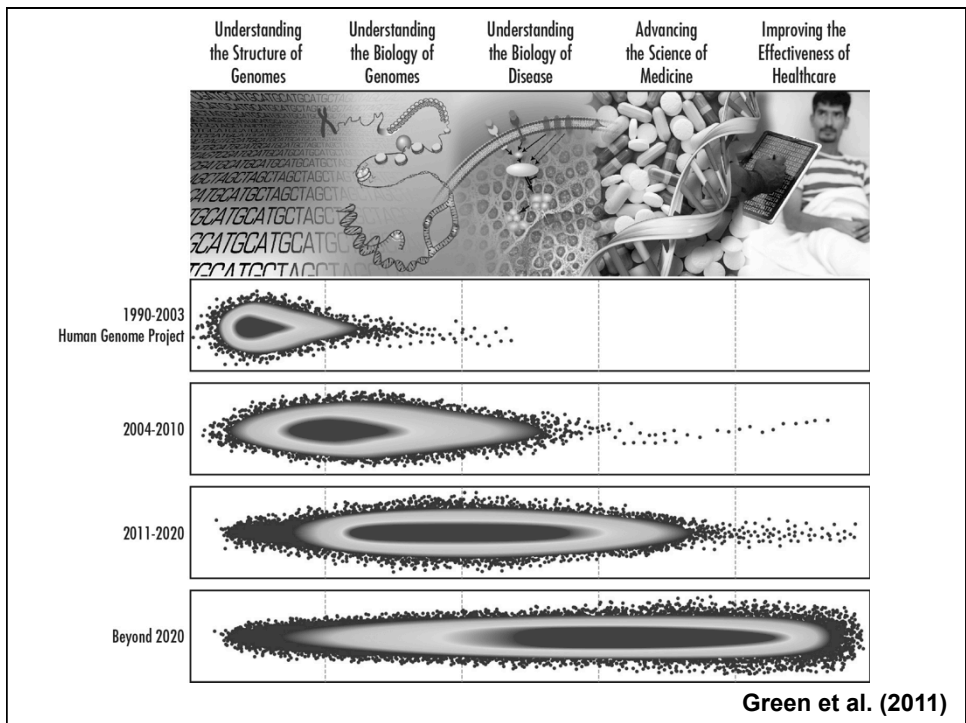 Understanding
the Structure of
Genomes
Understanding
the Biology of
Genomes
Understanding
the Biology of
Disease
Advancing
the Science of
Medicine
Improving the
Effectiveness of
Healthcare
1990-2003
Human Genome Project
2004-2010
2011-2020
Beyond 2020
Green et al. (2011)